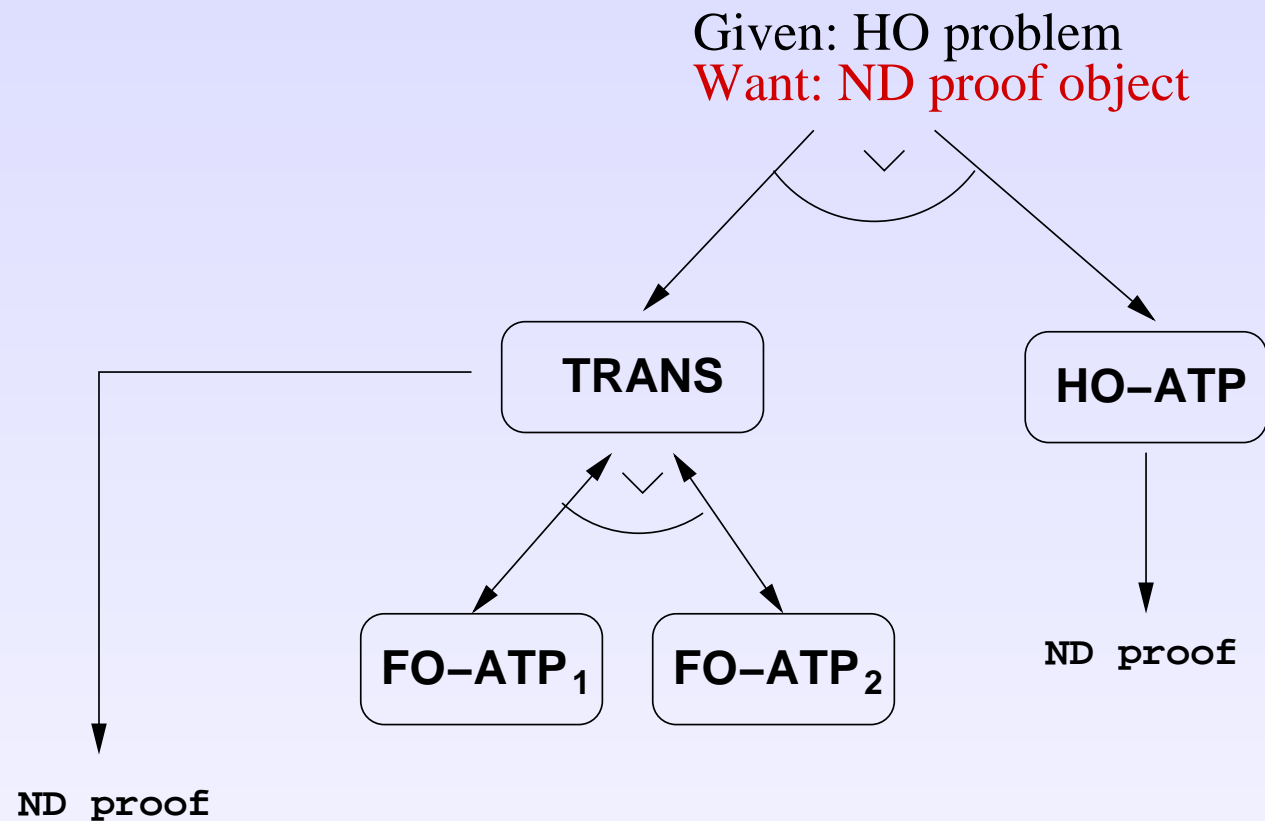 Given: HO problem
Want: ND proof object
∨
TRANS
HO–ATP
∨
FO–ATP₁
FO–ATP₂
ND proof
ND proof